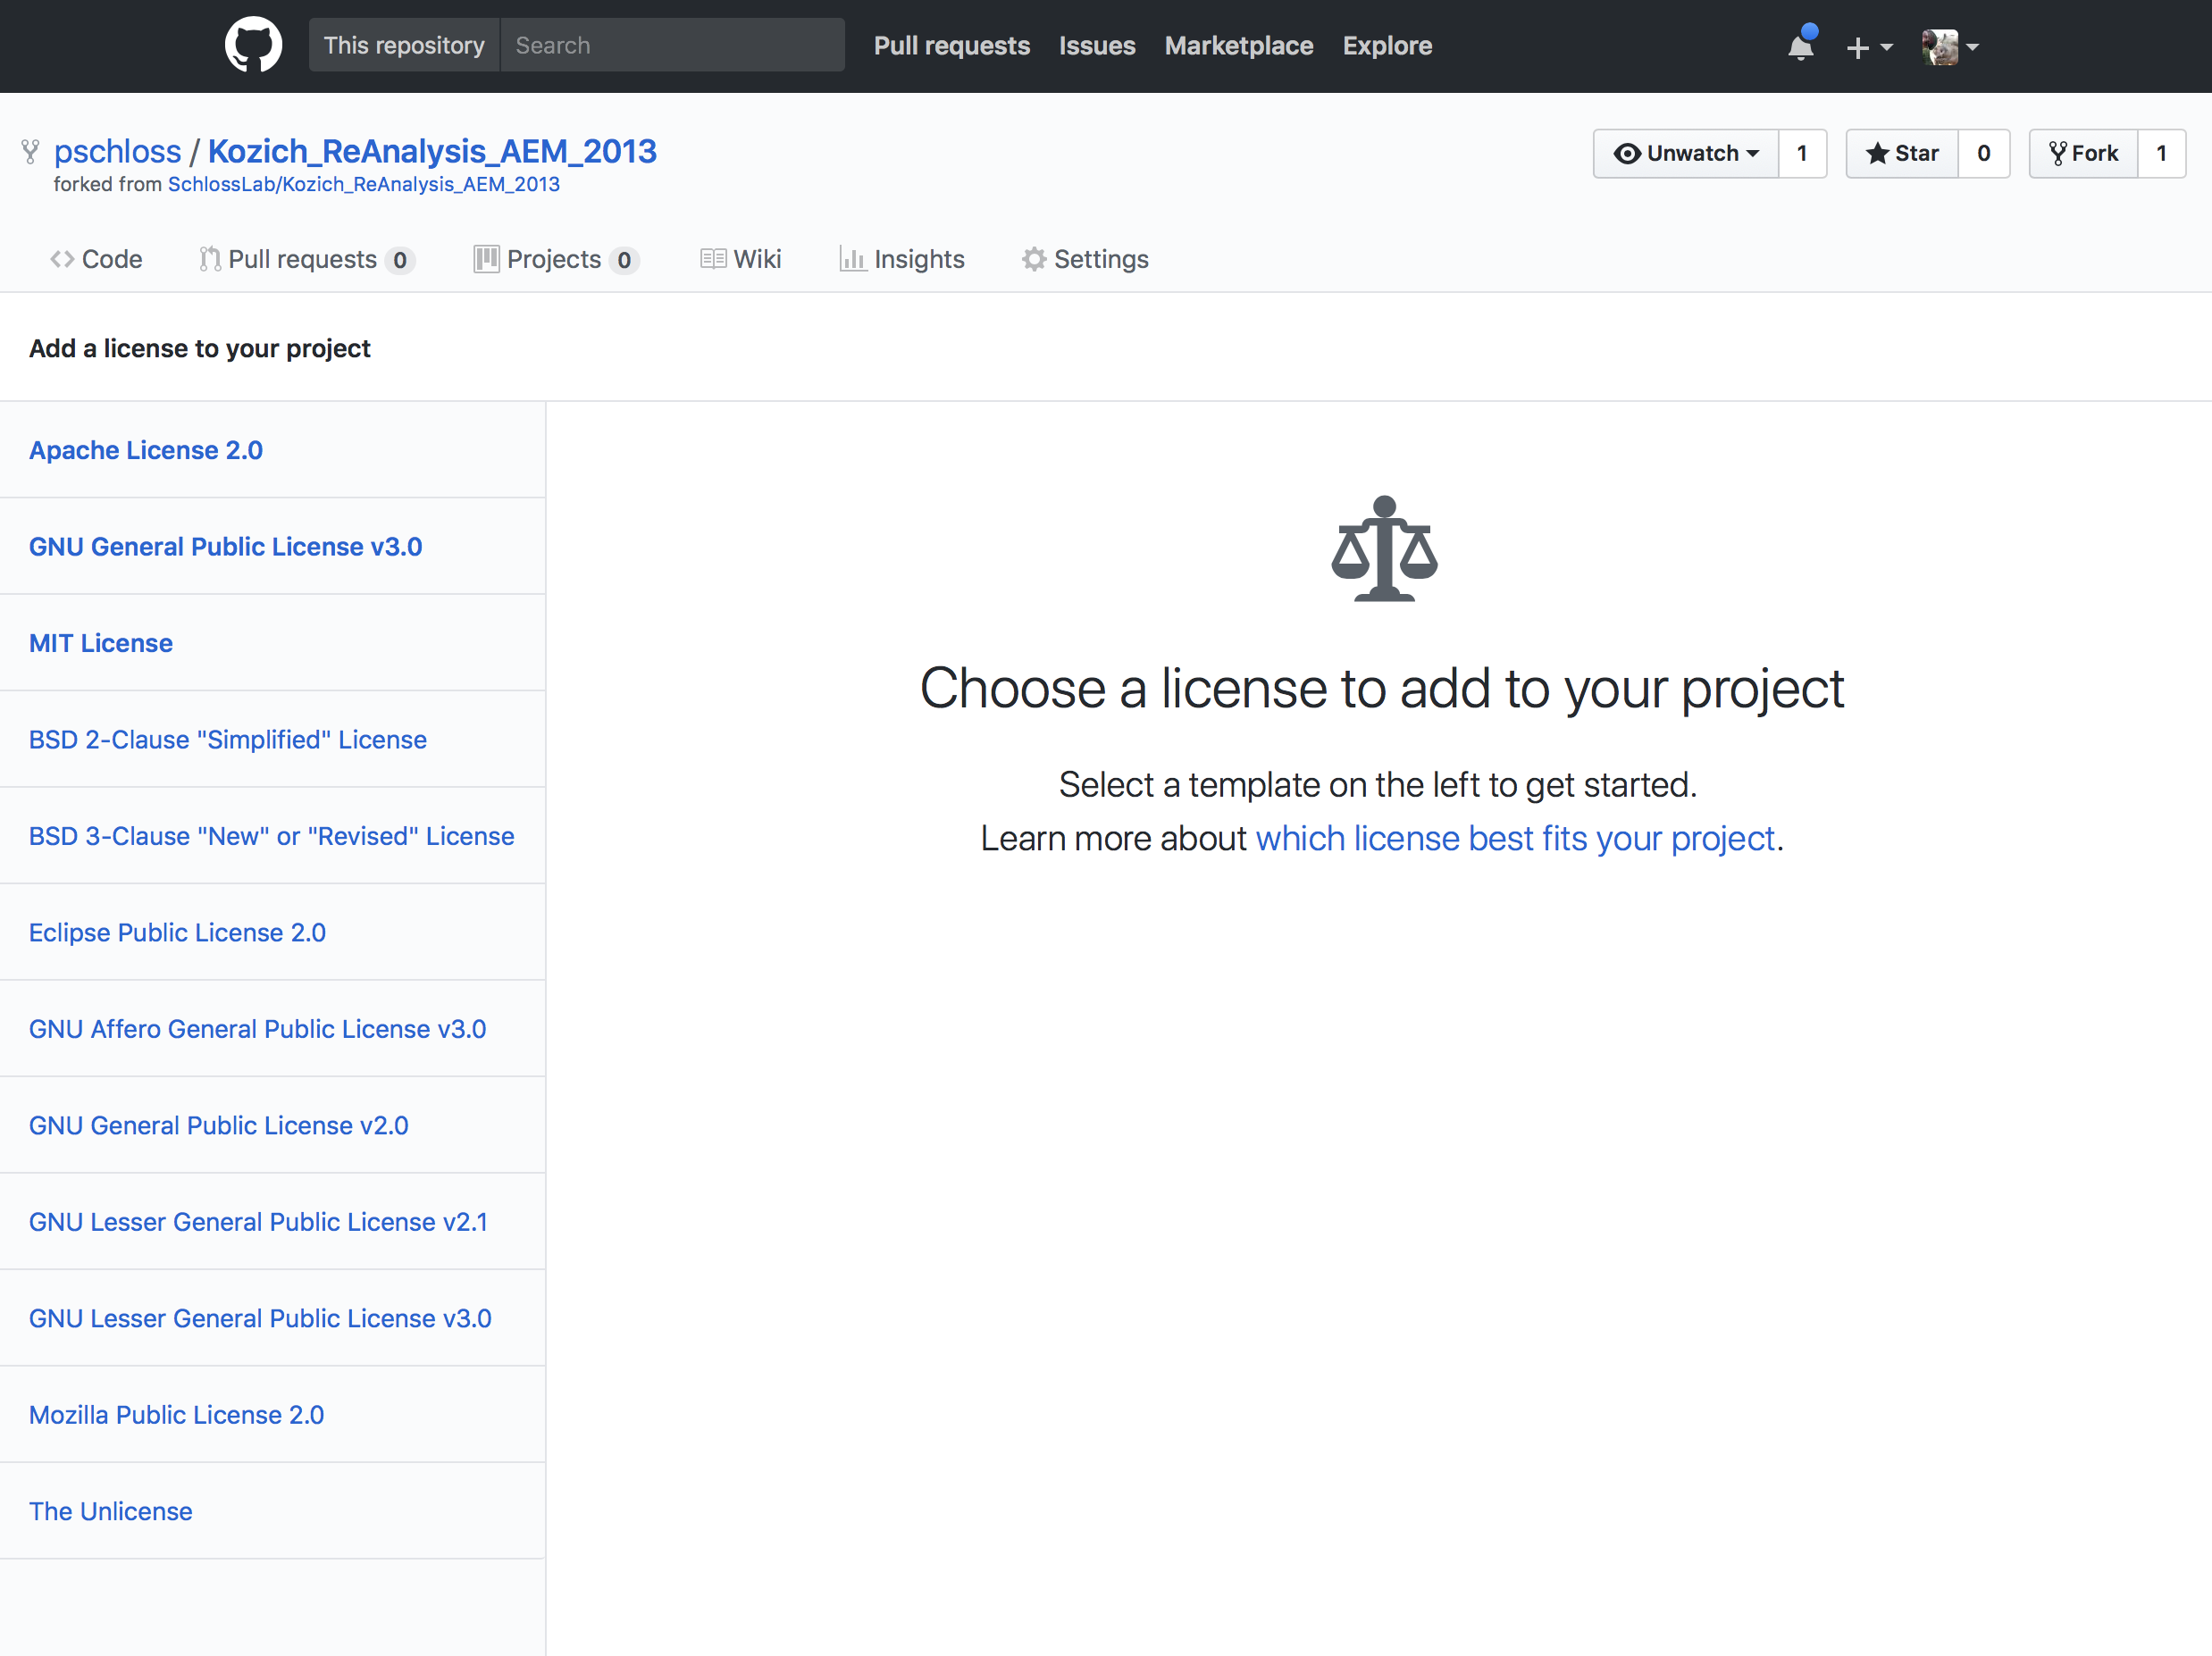 This repository Search Pull requests Issues Marketplace Explore
pschloss / Kozich_ReAnalysis_AEM_2013 Unwatch 1 Star 0 Fork 1
forked from SchlossLab/Kozich_ReAnalysis_AEM_2013
Code Pull requests 0 Projects 0 Wiki Insights Settings
Add a license to your project
Apache License 2.0
GNU General Public License v3.0
MIT License
BSD 2-Clause "Simplified" License
BSD 3-Clause "New" or "Revised" License
Eclipse Public License 2.0
GNU Affero General Public License v3.0
GNU General Public License v2.0
GNU Lesser General Public License v2.1
GNU Lesser General Public License v3.0
Mozilla Public License 2.0
The Unlicense
Choose a license to add to your project
Select a template on the left to get started.
Learn more about which license best fits your project.